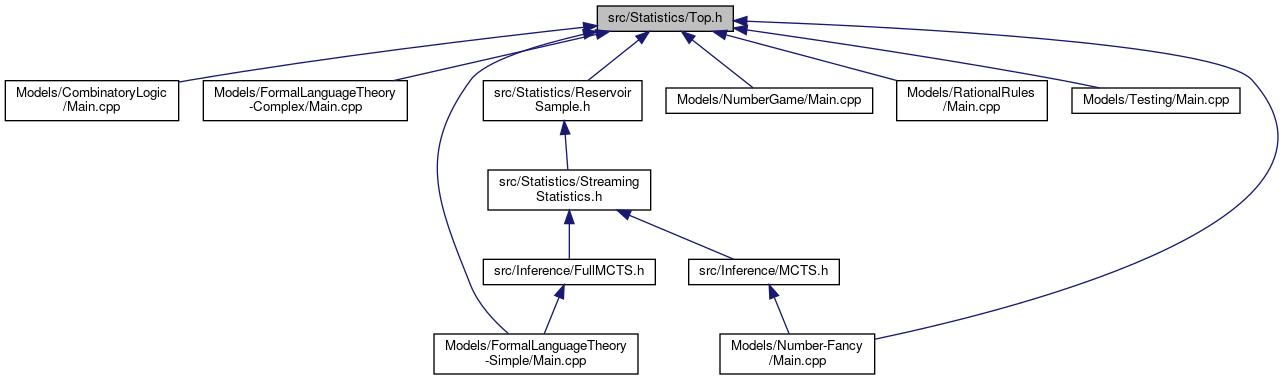 src/Statistics/Top.h
Models/CombinatoryLogic
/Main.cpp
Models/FormalLanguageTheory
-Complex/Main.cpp
src/Statistics/Reservoir
Sample.h
Models/NumberGame/Main.cpp
Models/RationalRules
/Main.cpp
Models/Testing/Main.cpp
src/Statistics/Streaming
Statistics.h
src/Inference/FullMCTS.h
src/Inference/MCTS.h
Models/FormalLanguageTheory
-Simple/Main.cpp
Models/Number-Fancy
/Main.cpp